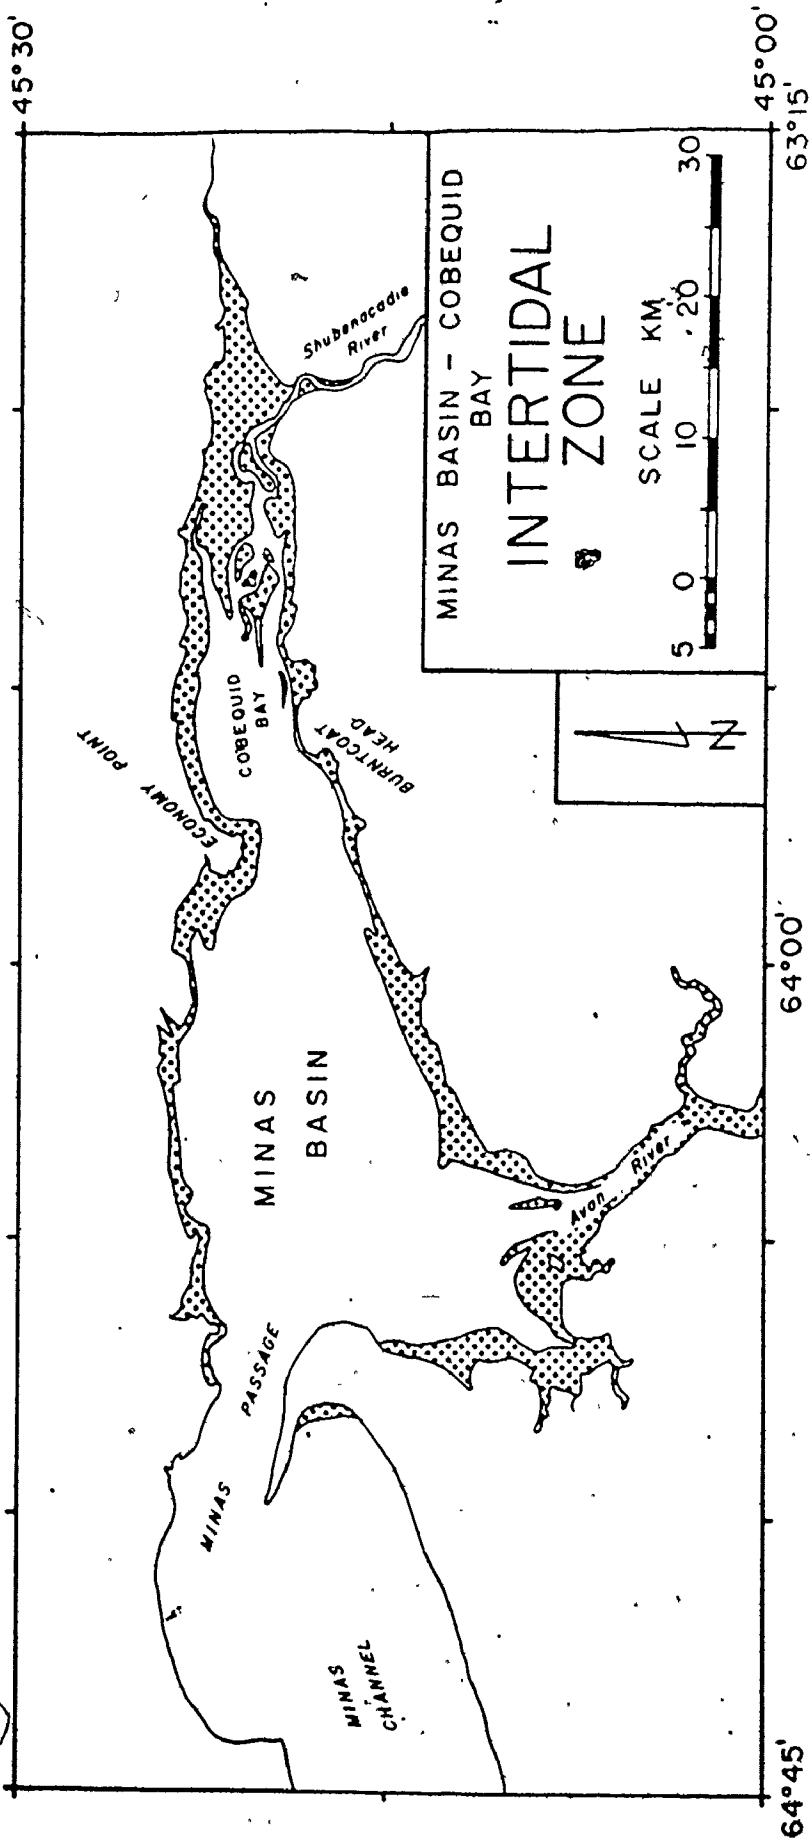 45°30'
45°00'
63°15'
64°00'
64°45'
ECONOMY POINT
COBEQUID
BAY
Shubenacadie
River
BURNTCOAT
HEAD
MINAS
BASIN
MINAS PASSAGE
MINAS
CHANNEL
Avon River
N
MINAS BASIN - COBEQUID
BAY
INTERTIDAL
ZONE
SCALE KM
5 0 10 20 30